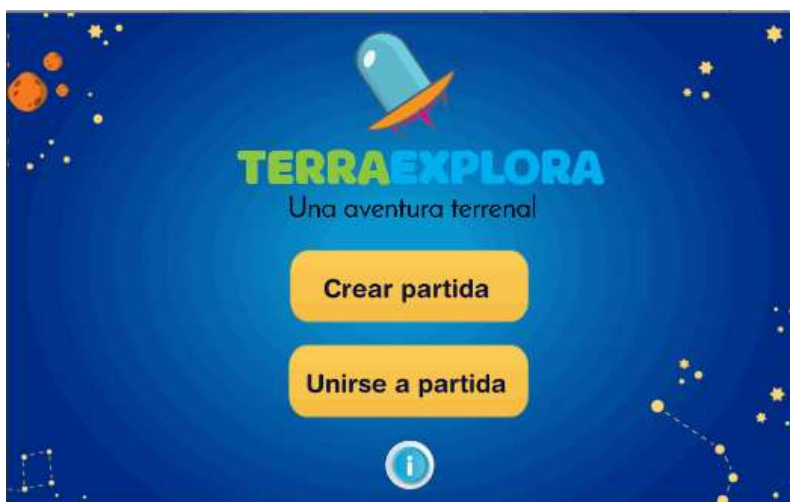 TERRAEXPLORA
Una aventura terrenal
Crear partida
Unirse a partida
i